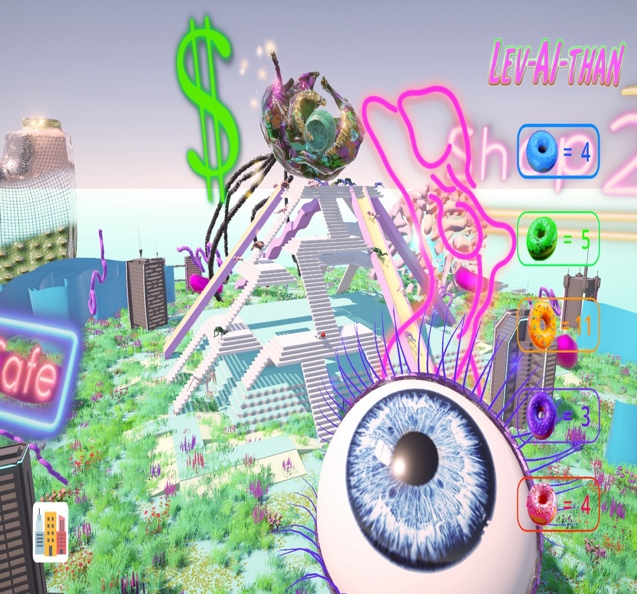 $
LEV-AI-THAN
Shop2
= 4
= 5
= 11
Cafe
= 3
= 4